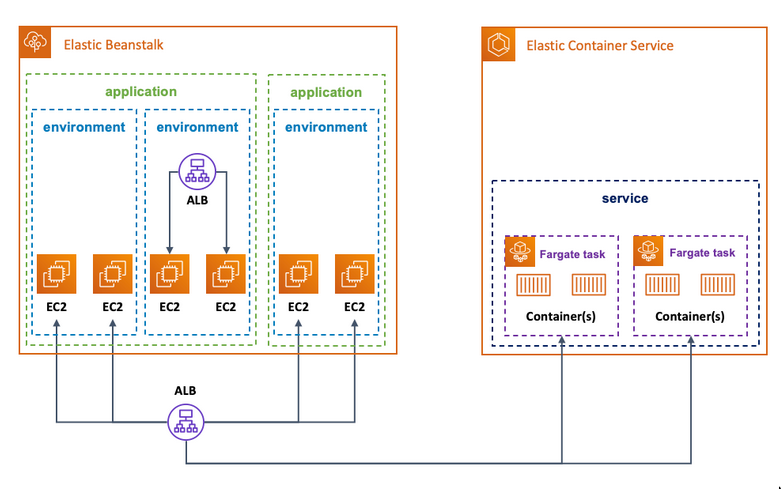 Elastic Beanstalk
application
environment
environment
ALB
EC2
EC2
EC2
EC2
application
environment
EC2
EC2
ALB
Elastic Container Service
service
Fargate task
Container(s)
Fargate task
Container(s)